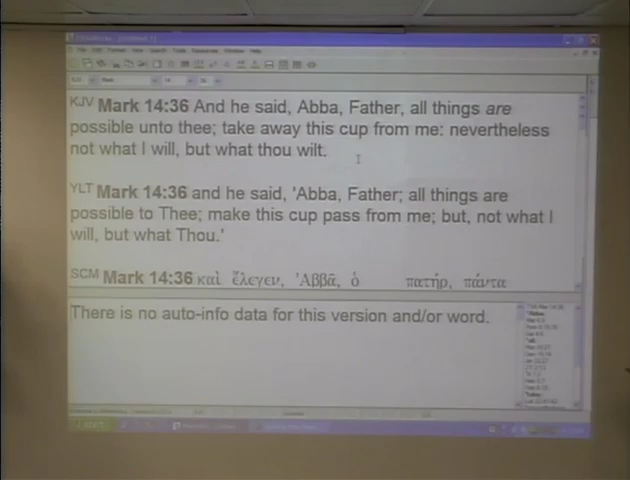 KJV Mark 14:36 And he said, Abba, Father, all things are
possible unto thee; take away this cup from me: nevertheless
not what I will, but what thou wilt.
YLT Mark 14:36 and he said, 'Abba, Father; all things are
possible to Thee; make this cup pass from me; but, not what I
will, but what Thou.'
SCM Mark 14:36 καὶ ἔλεγεν, Ἀββᾶ, ὁ πατήρ, πάντα
There is no auto-info data for this version and/or word.